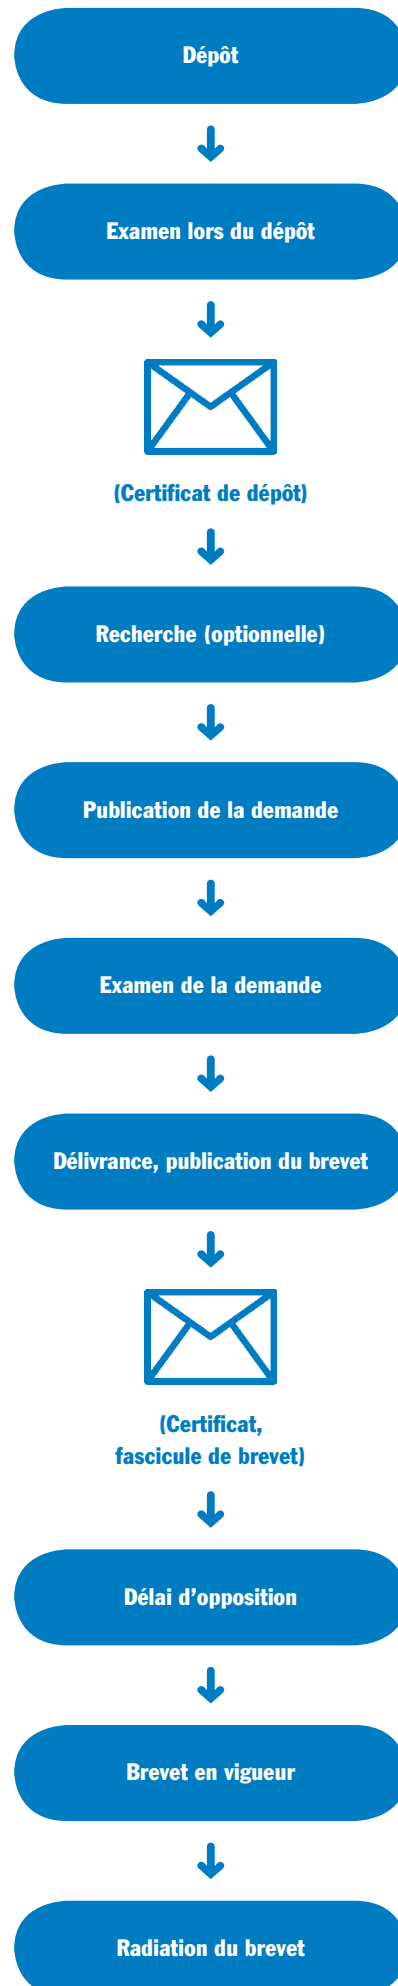 Dépôt
Examen lors du dépôt
(Certificat de dépôt)
Recherche (optionnelle)
Publication de la demande
Examen de la demande
Délivrance, publication du brevet
(Certificat,
fascicule de brevet)
Délai d’opposition
Brevet en vigueur
Radiation du brevet